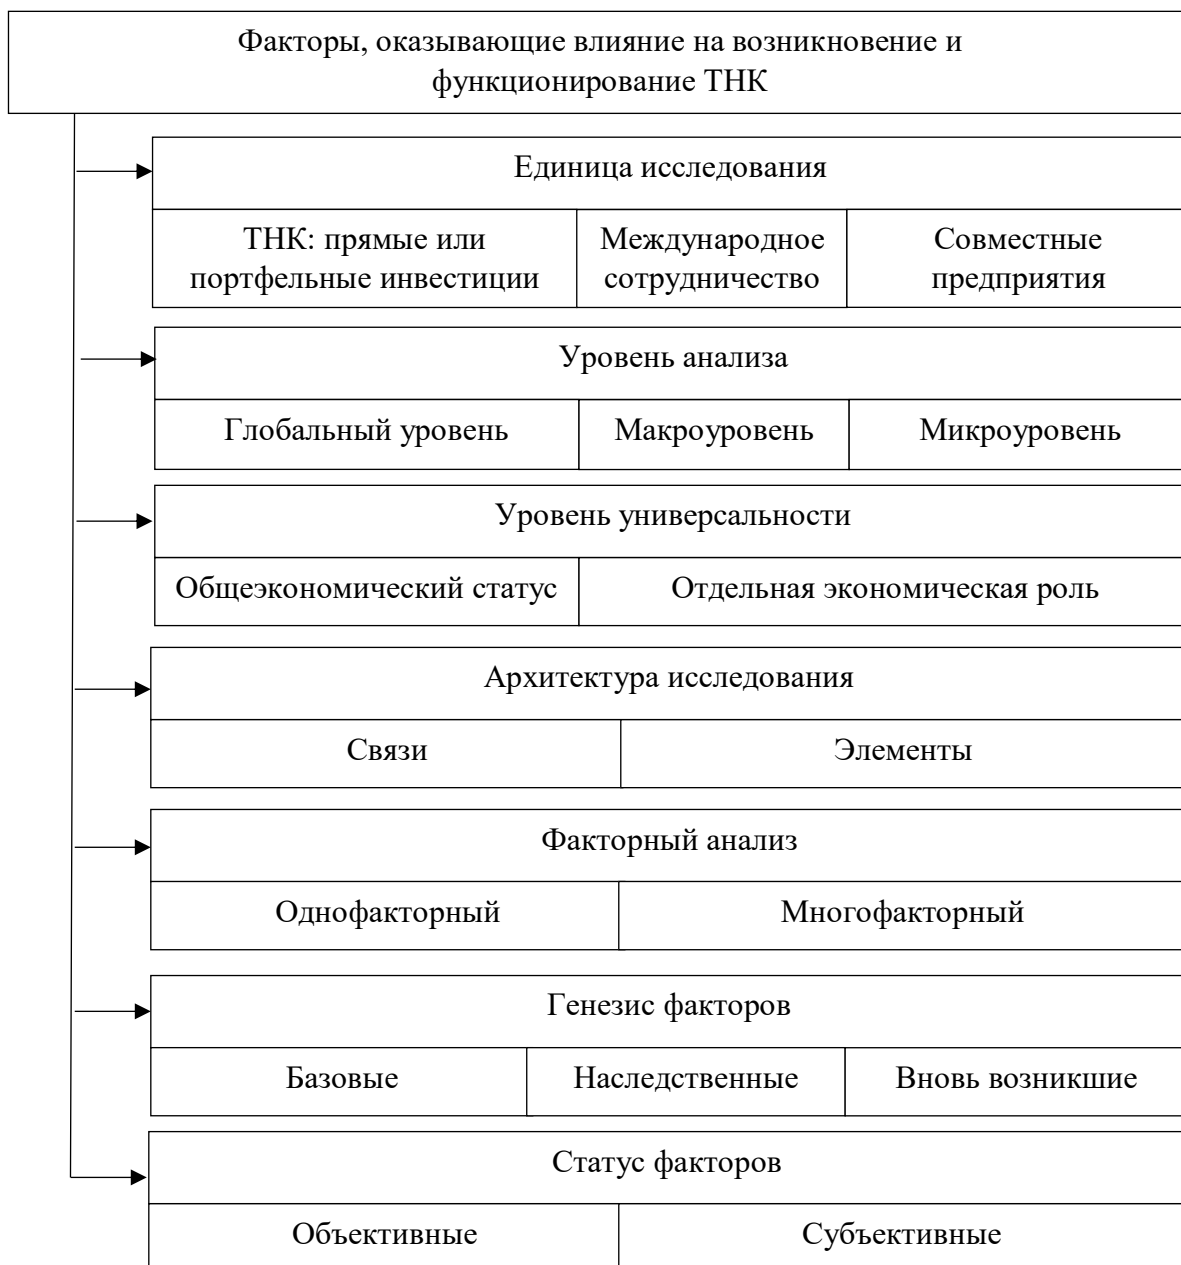 Факторы, оказывающие влияние на возникновение и
функционирование ТНК
Единица исследования
ТНК: прямые или
портфельные инвестиции
Международное
сотрудничество
Совместные
предприятия
Уровень анализа
Глобальный уровень
Макроуровень
Микроуровень
Уровень универсальности
Общеэкономический статус
Отдельная экономическая роль
Архитектура исследования
Связи
Элементы
Факторный анализ
Однофакторный
Многофакторный
Генезис факторов
Базовые
Наследственные
Вновь возникшие
Статус факторов
Объективные
Субъективные